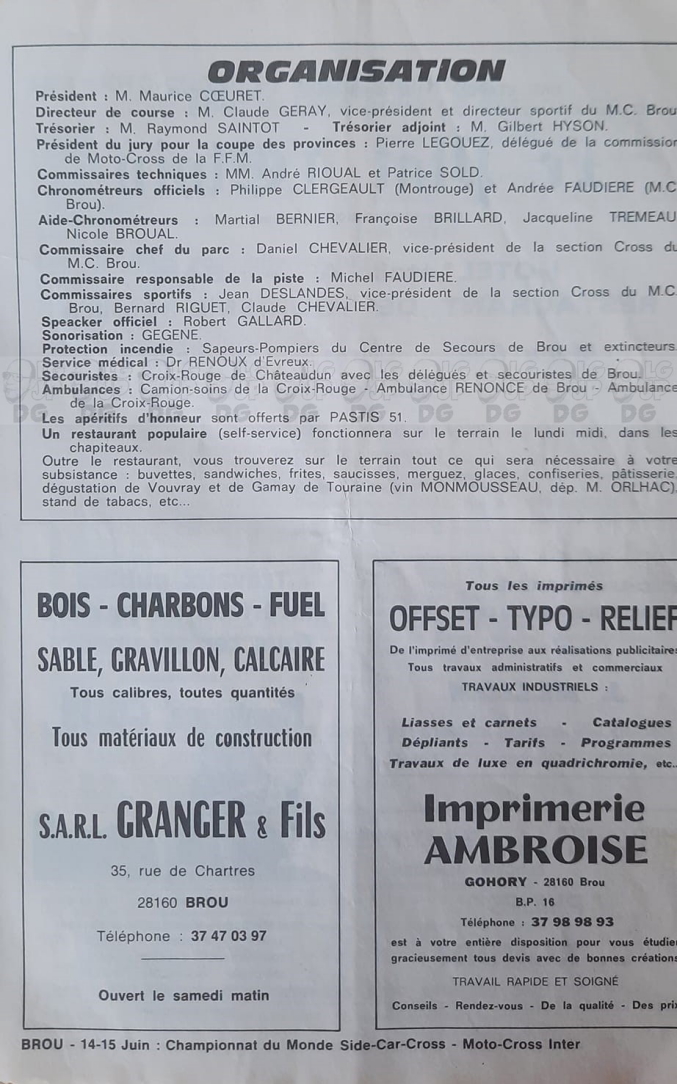 ORGANISATION
Président : M. Maurice CŒURET.
Directeur de course : M. Claude GERAY, vice-président et directeur sportif du M.C. Brou
Trésorier : M. Raymond SAINTOT - Trésorier adjoint : M. Gilbert HYSON.
Président du jury pour la coupe des provinces : Pierre LEGOUEZ, délégué de la commission
de Moto-Cross de la F.F.M.
Commissaires techniques : MM. André RIOUAL et Patrice SOLD.
Chronométreurs officiels : Philippe CLERGEAULT (Montrouge) et Andrée FAUDIERE (M.C
Brou).
Aide-Chronométreurs : Martial BERNIER, Françoise BRILLARD, Jacqueline TREMEAU
Nicole BROUAL.
Commissaire chef du parc : Daniel CHEVALIER, vice-président de la section Cross du
M.C. Brou.
Commissaire responsable de la piste : Michel FAUDIERE.
Commissaires sportifs : Jean DESLANDES, vice-président de la section Cross du M.C.
Brou, Bernard RIGUET, Claude CHEVALIER.
Speacker officiel : Robert GALLARD.
Sonorisation : GEGENE.
Protection incendie : Sapeurs-Pompiers du Centre de Secours de Brou et extincteurs.
Service médical : Dr RENOUX d'Evreux.
Secouristes : Croix-Rouge de Châteaudun avec les délégués et secouristes de Brou.
Ambulances : Camion-soins de la Croix-Rouge - Ambulance RENONCE de Brou - Ambulance
de la Croix-Rouge.
Les apéritifs d'honneur sont offerts par PASTIS 51.
Un restaurant populaire (self-service) fonctionnera sur le terrain le lundi midi, dans les
chapiteaux.
Outre le restaurant, vous trouverez sur le terrain tout ce qui sera nécessaire à votre
subsistance : buvettes, sandwiches, frites, saucisses, merguez, glaces, confiseries, pâtisserie
dégustation de Vouvray et de Gamay de Touraine (vin MONMOUSSEAU, dép. M. ORLHAC),
stand de tabacs, etc...
BOIS - CHARBONS - FUEL
SABLE, GRAVILLON, CALCAIRE
Tous calibres, toutes quantités
Tous matériaux de construction
S.A.R.L. GRANGER & Fils
35, rue de Chartres
28160 BROU
Téléphone : 37 47 03 97
Ouvert le samedi matin
Tous les imprimés
OFFSET - TYPO - RELIEF
De l'imprimé d'entreprise aux réalisations publicitaires
Tous travaux administratifs et commerciaux
TRAVAUX INDUSTRIELS :
Liasses et carnets - Catalogues
Dépliants - Tarifs - Programmes
Travaux de luxe en quadrichromie, etc..
Imprimerie
AMBROISE
GOHORY - 28160 Brou
B.P. 16
Téléphone : 37 98 98 93
est à votre entière disposition pour vous étudier
gracieusement tous devis avec de bonnes créations
TRAVAIL RAPIDE ET SOIGNÉ
Conseils - Rendez-vous - De la qualité - Des prix
BROU - 14-15 Juin : Championnat du Monde Side-Car-Cross - Moto-Cross Inter